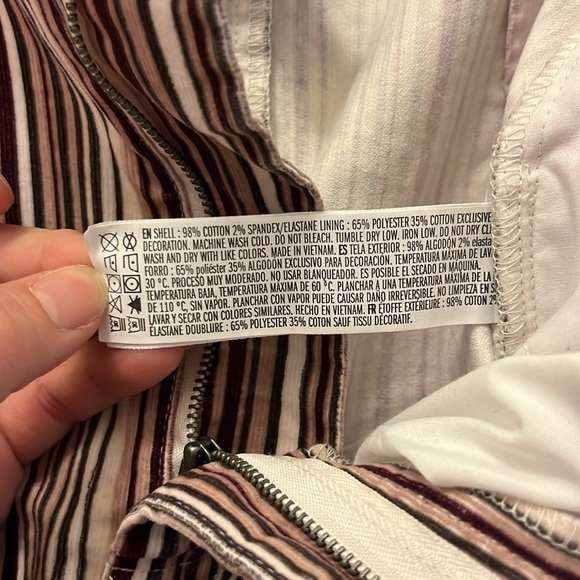 EN SHELL : 98% COTTON 2% SPANDEX/ELASTANE LINING : 65% POLYESTER 35% COTTON EXCLUSIVE
DECORATION. MACHINE WASH COLD. DO NOT BLEACH. TUMBLE DRY LOW. IRON LOW. DO NOT DRY CL
WASH AND DRY WITH LIKE COLORS. MADE IN VIETNAM. ES TELA EXTERIOR : 98% ALGODÓN 2% elasta
FORRO : 65% poliéster 35% ALGODÓN EXCLUSIVO PARA DECORACIÓN. TEMPERATURA MÁXIMA DE LAV
30 °C. PROCESO MUY MODERADO. NO USAR BLANQUEADOR. ES POSIBLE EL SECADO EN MÁQUINA.
TEMPERATURA BAJA, TEMPERATURA MÁXIMA DE 60 °C. PLANCHAR A UNA TEMPERATURA MÁXIMA
DE 110 °C, SIN VAPOR. PLANCHAR CON VAPOR PUEDE CAUSAR DAÑO IRREVERSIBLE. NO LIMPIEZA EN S
LAVAR Y SECAR CON COLORES SIMILARES. HECHO EN VIETNAM. FR ÉTOFFE EXTÉRIEURE : 98% COTON 2%
ÉLASTANE DOUBLURE : 65% POLYESTER 35% COTON SAUF TISSU DÉCORATIF.